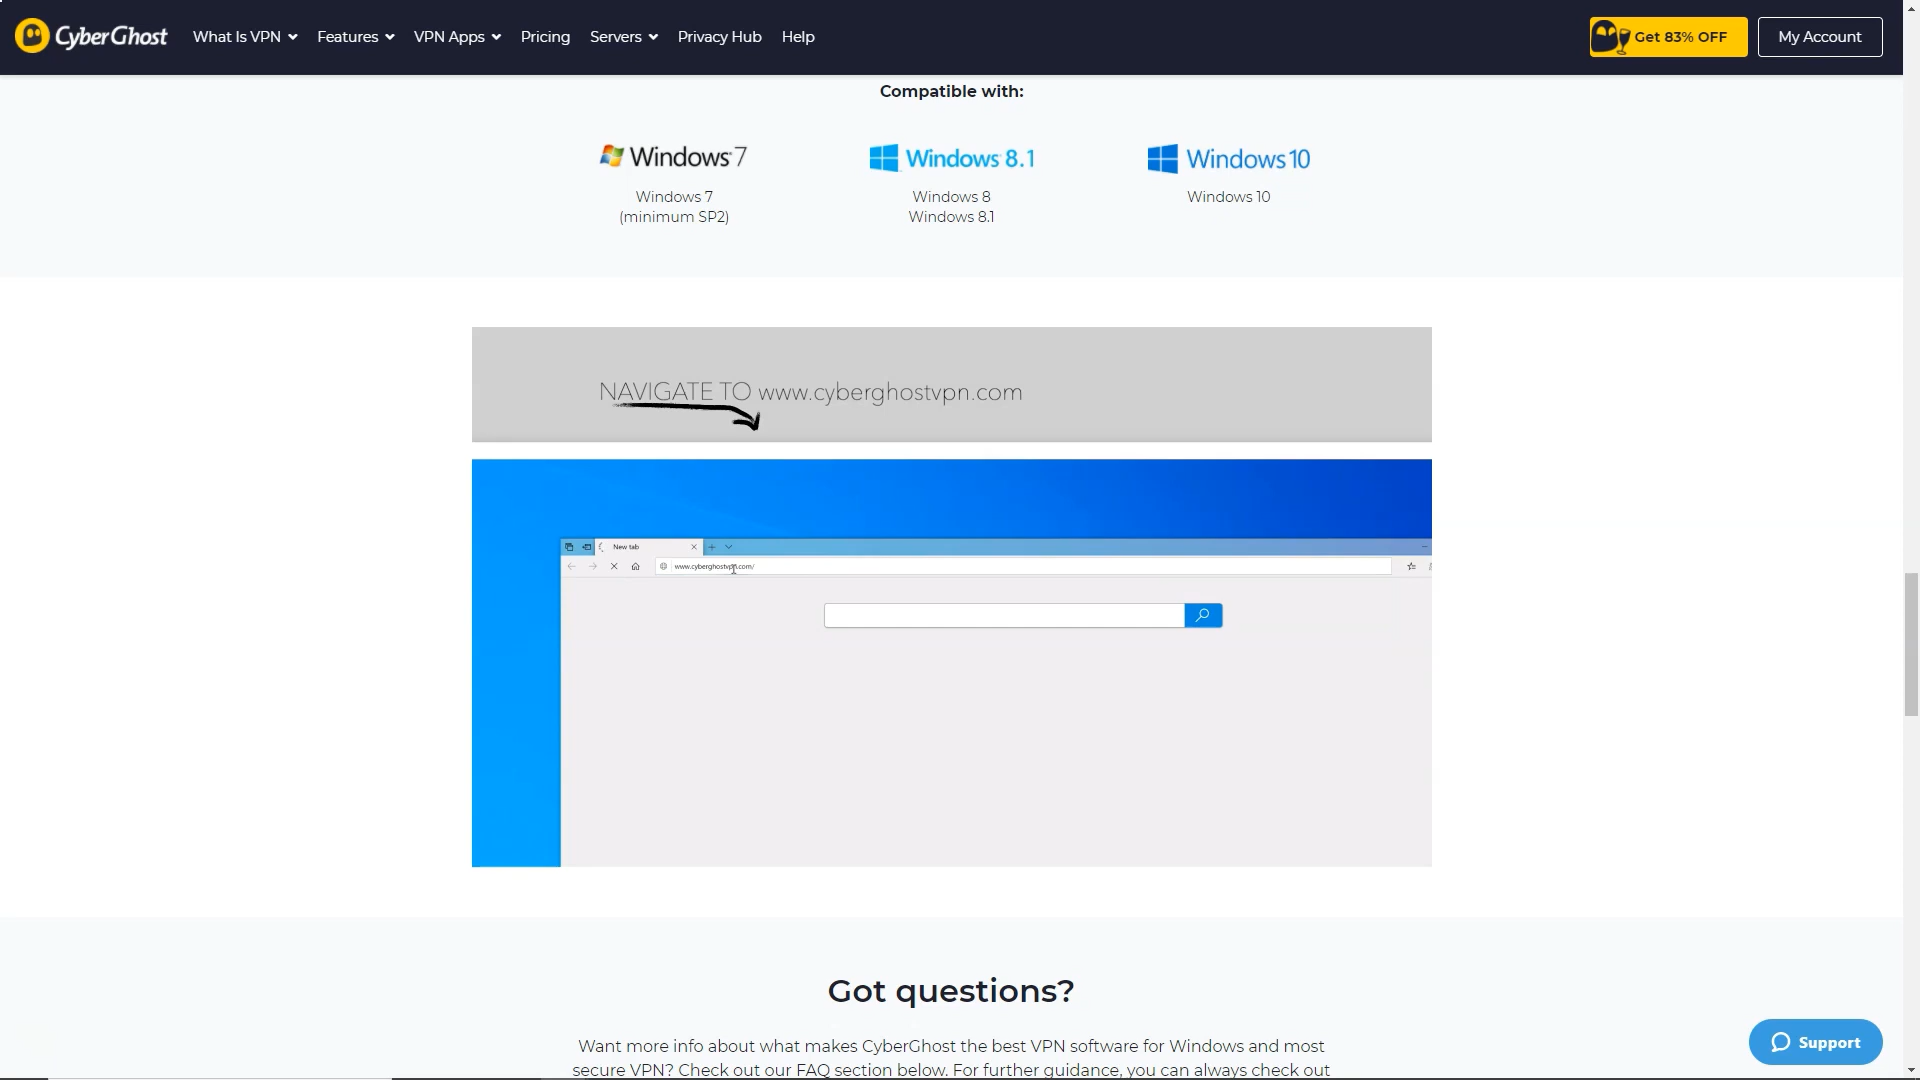 CyberGhost What Is VPN Features VPN Apps Pricing Servers Privacy Hub Help Get 83% OFF My Account
Compatible with:
Windows 7 Windows 8.1 Windows 10
Windows 7 Windows 8 Windows 10
(minimum SP2) Windows 8.1
NAVIGATE TO www.cyberghostvpn.com
New tab
www.cyberghostvpn.com/
Got questions?
Want more info about what makes CyberGhost the best VPN software for Windows and most
secure VPN? Check out our FAQ section below. For further guidance, you can always check out
Support